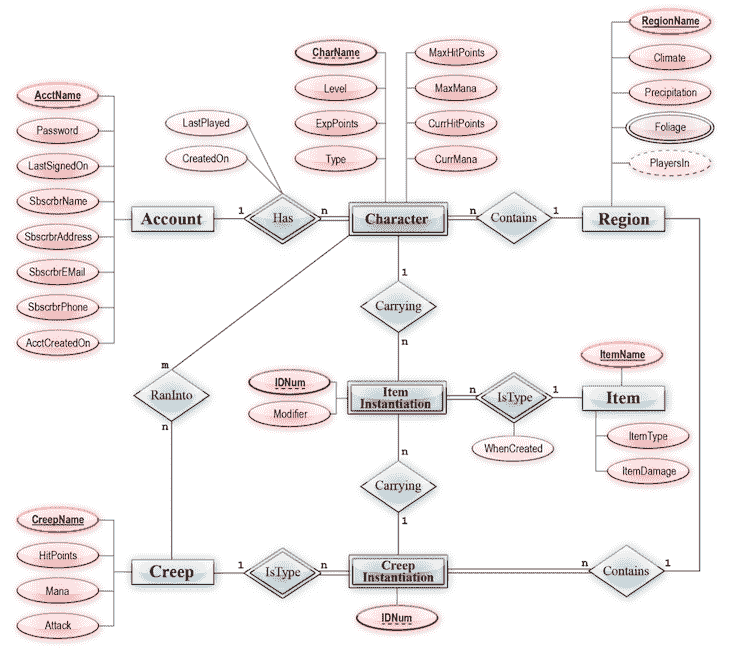 CharName
MaxHitPoints
RegionName
Level
MaxMana
Climate
AcctName
LastPlayed
ExpPoints
CurrHitPoints
Precipitation
Password
CreatedOn
Type
CurrMana
Foliage
LastSignedOn
PlayersIn
SbscrbrName
Account
1
Has
n
Character
n
Contains
1
Region
SbscrbrAddress
SbscrbrEMail
1
SbscrbrPhone
Carrying
AcctCreatedOn
n
m
ItemName
RanInto
IDNum
Modifier
Item
Instantiation
n
IsType
1
Item
n
WhenCreated
ItemType
n
ItemDamage
Carrying
CreepName
1
HitPoints
Creep
1
IsType
n
Creep
Instantiation
n
Contains
1
Mana
Attack
IDNum